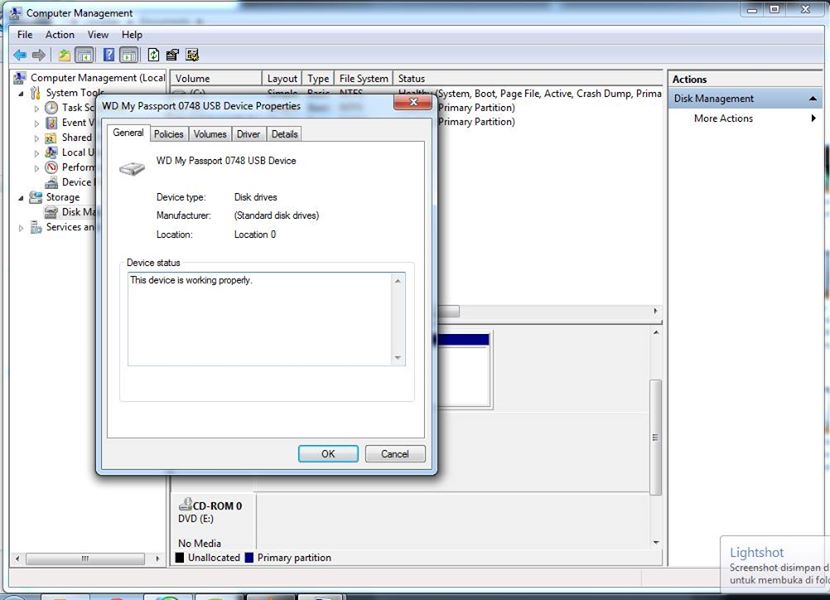 Computer Management
File Action View Help
Computer Management (Local
System Tools
Task Sc
Event V
Shared
Local U
Perform
Device
Storage
Disk Ma
Services an
Volume Layout Type File System Status
(C:) Simple Basic NTFS Healthy (System, Boot, Page File, Active, Crash Dump, Prima
Primary Partition)
Primary Partition)
Actions
Disk Management
More Actions
WD My Passport 0748 USB Device Properties
General Policies Volumes Driver Details
WD My Passport 0748 USB Device
Device type: Disk drives
Manufacturer: (Standard disk drives)
Location: Location 0
Device status
This device is working properly.
OK Cancel
CD-ROM 0
DVD (E:)
No Media
Unallocated Primary partition
Lightshot
Screenshot disimpan d
untuk membuka di fol